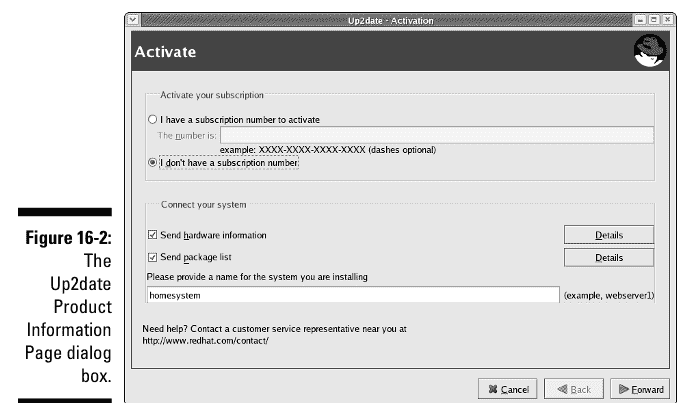 Up2date - Activation
Activate
Activate your subscription
I have a subscription number to activate
The number is:
example: XXXX-XXXX-XXXX-XXXX (dashes optional)
I don't have a subscription number
Connect your system
Send hardware information
Details
Send package list
Details
Please provide a name for the system you are installing
homesystem
(example, webserver1)
Need help? Contact a customer service representative near you at
http://www.redhat.com/contact/
Cancel
Back
Forward
Figure 16-2:
The
Up2date
Product
Information
Page dialog
box.